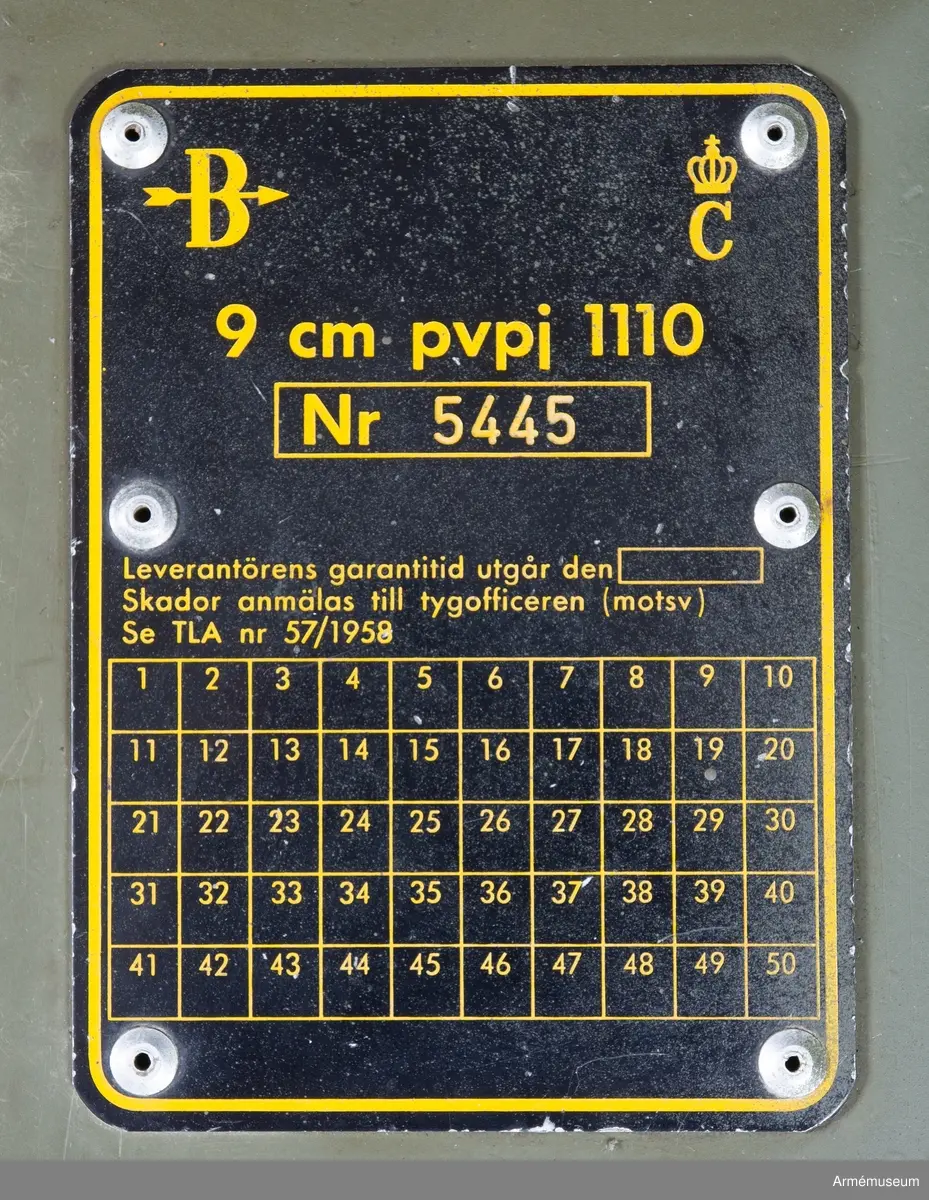 B C
9 cm pvpj 1110
Nr 5445
Leverantörens garantitid utgår den
Skador anmälas till tygofficeren (motsv)
Se TLA nr 57/1958
1 2 3 4 5 6 7 8 9 10
11 12 13 14 15 16 17 18 19 20
21 22 23 24 25 26 27 28 29 30
31 32 33 34 35 36 37 38 39 40
41 42 43 44 45 46 47 48 49 50
Armémuseum